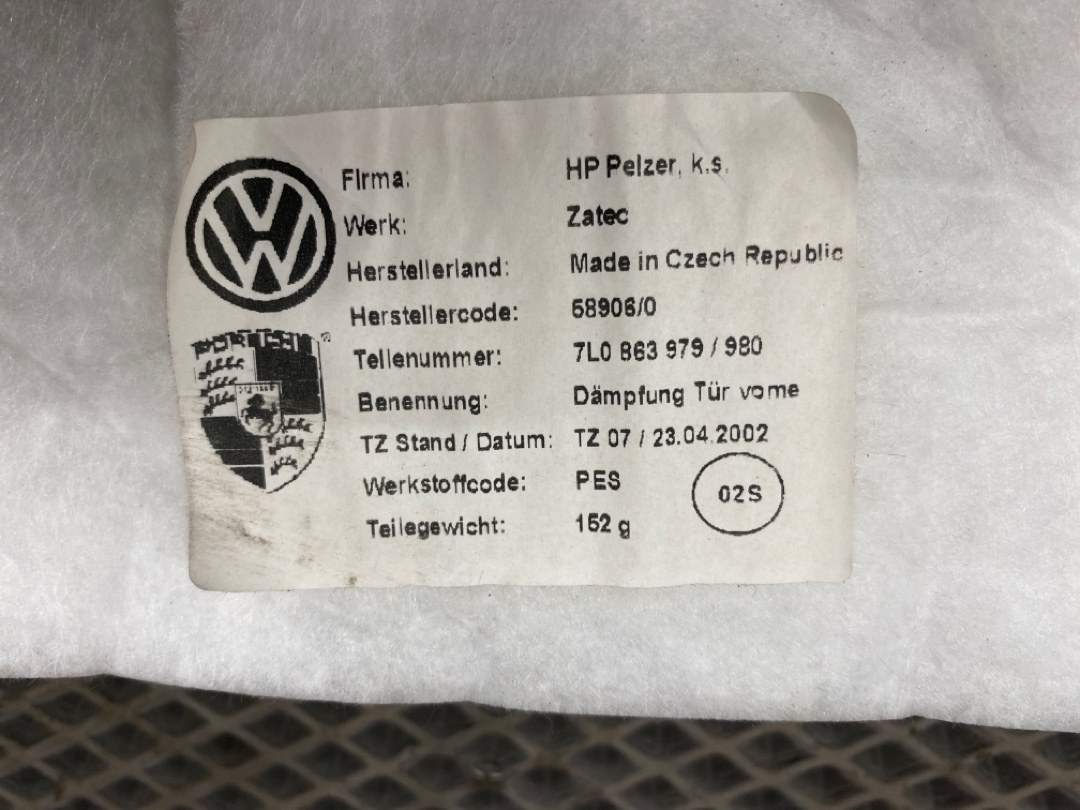 Firma: HP Pelzer, k.s.
Werk: Zatec
Herstellerland: Made in Czech Republic
Herstellercode: 58906/0
Teilenummer: 7L0 863 979 / 980
Benennung: Dämpfung Tür vorne
TZ Stand / Datum: TZ 07 / 23.04.2002
Werkstoffcode: PES
02S
Teilegewicht: 152 g